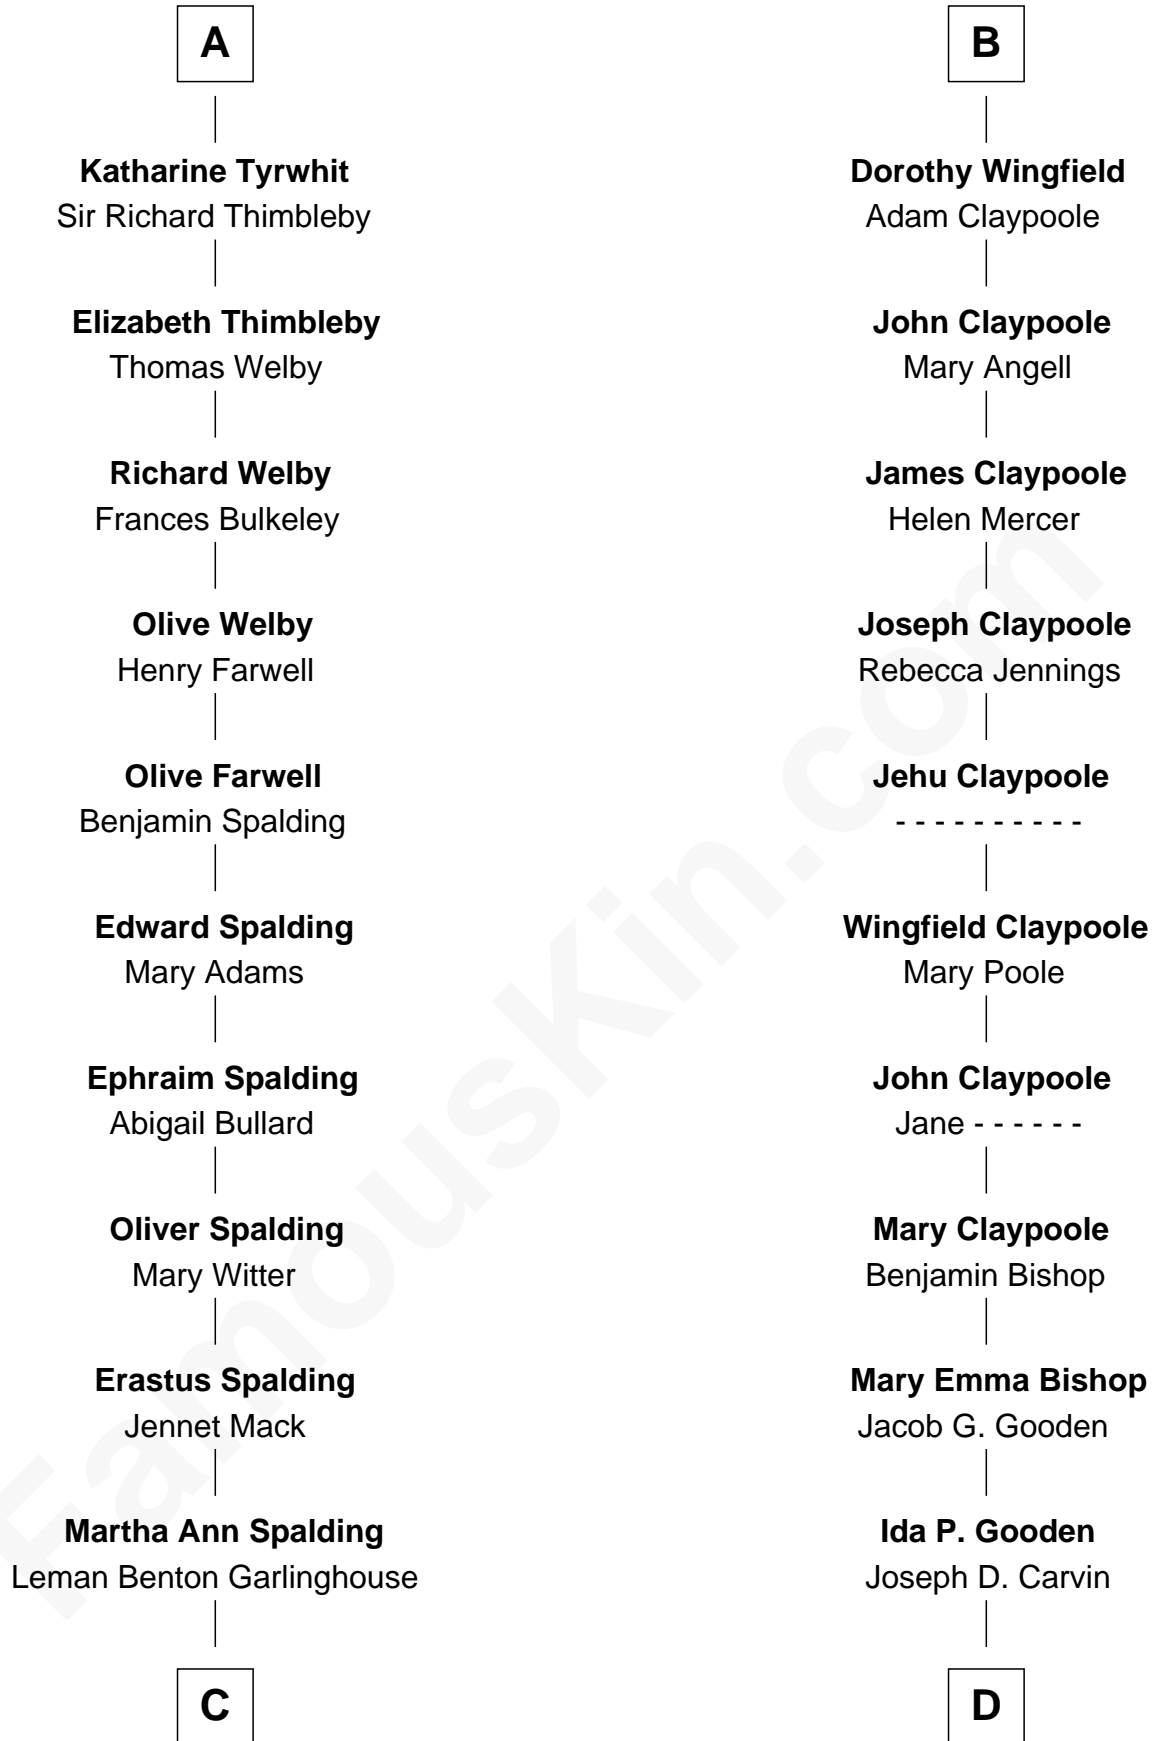 A
Katharine Tyrwhit
Sir Richard Thimbleby
Elizabeth Thimbleby
Thomas Welby
Richard Welby
Frances Bulkeley
Olive Welby
Henry Farwell
Olive Farwell
Benjamin Spalding
Edward Spalding
Mary Adams
Ephraim Spalding
Abigail Bullard
Oliver Spalding
Mary Witter
Erastus Spalding
Jennet Mack
Martha Ann Spalding
Leman Benton Garlinghouse
C
B
Dorothy Wingfield
Adam Claypoole
John Claypoole
Mary Angell
James Claypoole
Helen Mercer
Joseph Claypoole
Rebecca Jennings
Jehu Claypoole
- - - - - - - - - -
Wingfield Claypoole
Mary Poole
John Claypoole
Jane - - - - - -
Mary Claypoole
Benjamin Bishop
Mary Emma Bishop
Jacob G. Gooden
Ida P. Gooden
Joseph D. Carvin
D
FamousKin.com